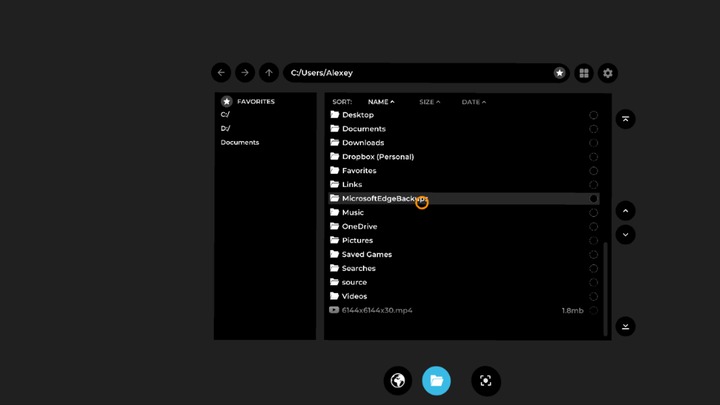 C:/Users/Alexey
FAVORITES
C:/
D:/
Documents
SORT: NAME SIZE DATE
Desktop
Documents
Downloads
Dropbox (Personal)
Favorites
Links
MicrosoftEdgeBackups
Music
OneDrive
Pictures
Saved Games
Searches
source
Videos
6144x6144x30.mp4 1.8mb